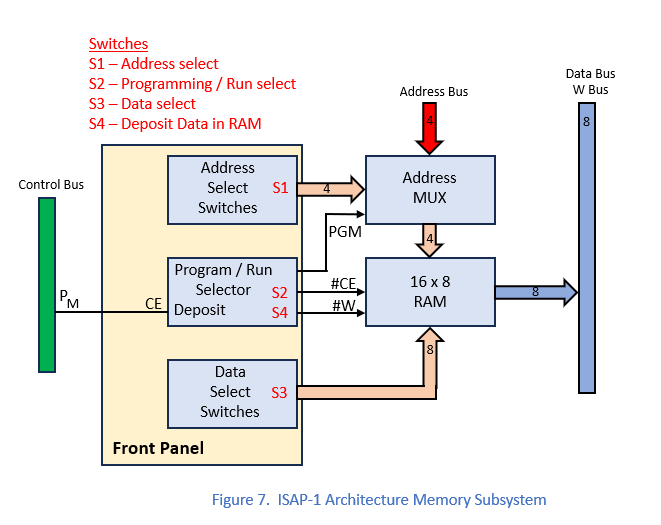 Switches
S1 – Address select
S2 – Programming / Run select
S3 – Data select
S4 – Deposit Data in RAM
Address Bus
Data Bus
W Bus
4
8
Control Bus
Address
Select S1
Switches
4
Address
MUX
PGM
4
P M
CE
Program / Run
Selector S2
Deposit S4
#CE
#W
16 x 8
RAM
8
8
Data
Select S3
Switches
Front Panel
Figure 7. ISAP-1 Architecture Memory Subsystem